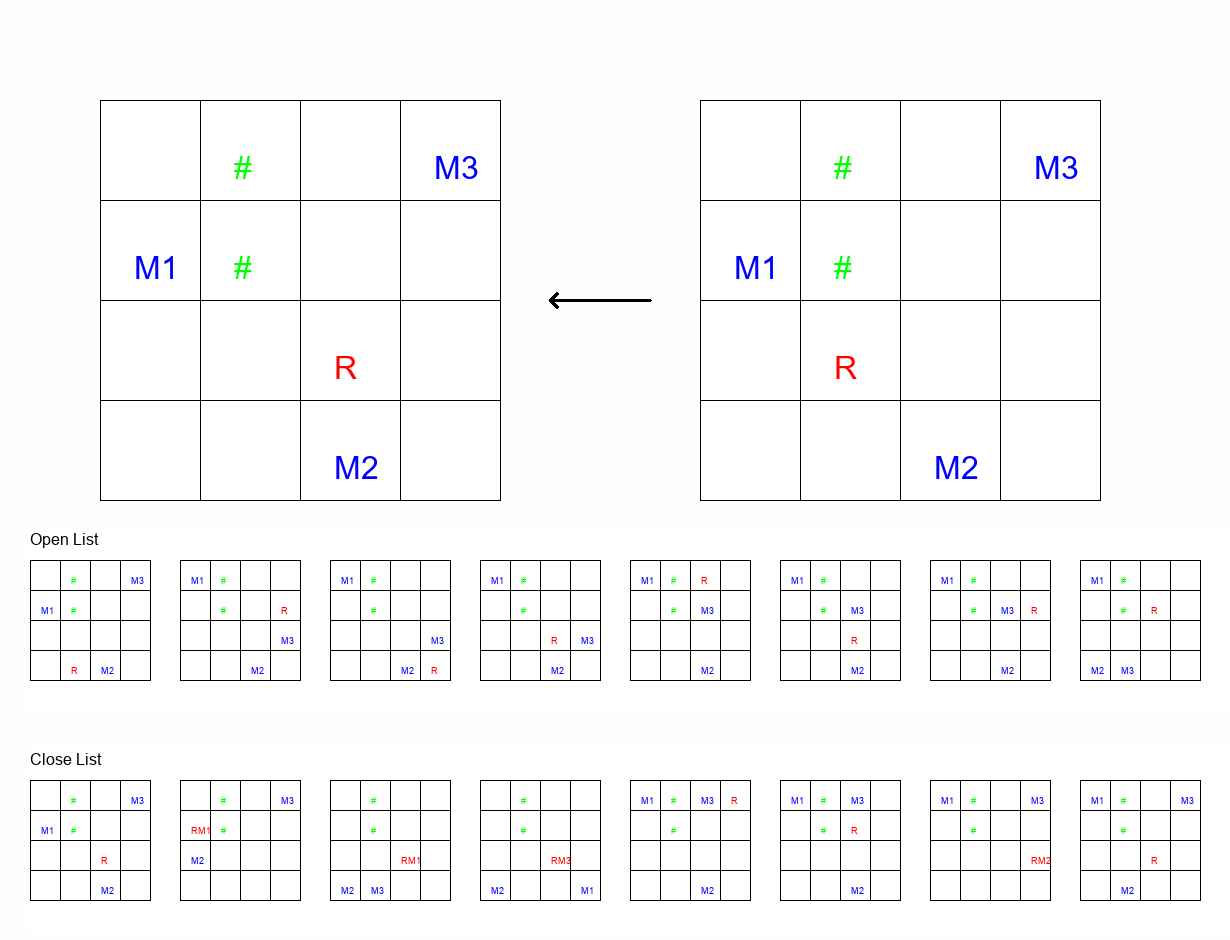 # M3 # M3
M1 # M1 #
R R
M2 M2
Open List
# M3 M1 # M1 # M1 # M1 # R M1 # M1 # M1 #
M1 # # R # # # M3 # M3 # M3 R # R
M3 M3 R M3 R
R M2 M2 M2 R M2 M2 M2 M2 M2 M3
Close List
# M3 # M3 # # M1 # M3 R M1 # M3 M1 # M3 M1 # M3
M1 # RM1 # # # # # R # #
R M2 RM1 RM3 RM2 R
M2 M2 M3 M2 M1 M2 M2 M2